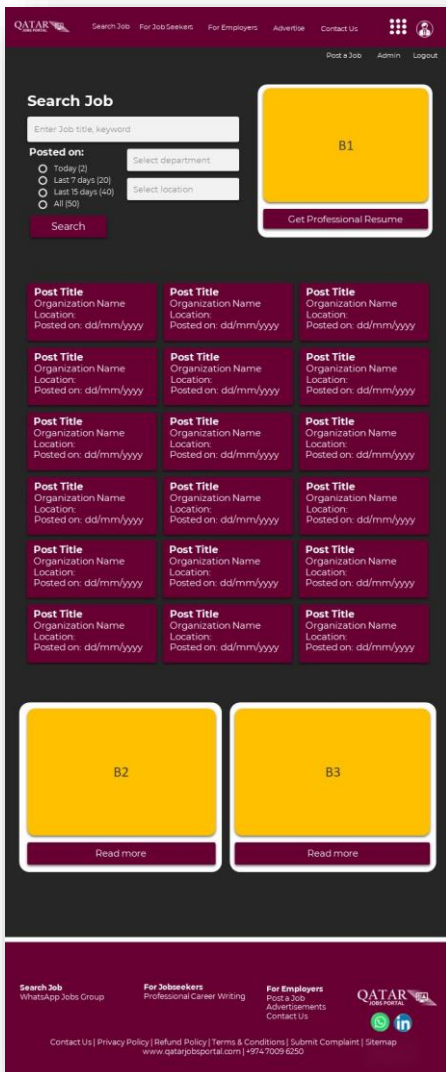 QATAR
JOBS PORTAL
Search Job For Job Seekers For Employers Advertise Contact Us
Post a Job Admin Logout
Search Job
Enter Job title, keyword
Posted on:
Today (2)
Last 7 days (20)
Last 15 days (40)
All (50)
Select department
Select location
Search
B1
Get Professional Resume
Post Title Post Title Post Title
Organization Name Organization Name Organization Name
Location: Location: Location:
Posted on: dd/mm/yyyy Posted on: dd/mm/yyyy Posted on: dd/mm/yyyy
Post Title Post Title Post Title
Organization Name Organization Name Organization Name
Location: Location: Location:
Posted on: dd/mm/yyyy Posted on: dd/mm/yyyy Posted on: dd/mm/yyyy
Post Title Post Title Post Title
Organization Name Organization Name Organization Name
Location: Location: Location:
Posted on: dd/mm/yyyy Posted on: dd/mm/yyyy Posted on: dd/mm/yyyy
Post Title Post Title Post Title
Organization Name Organization Name Organization Name
Location: Location: Location:
Posted on: dd/mm/yyyy Posted on: dd/mm/yyyy Posted on: dd/mm/yyyy
Post Title Post Title Post Title
Organization Name Organization Name Organization Name
Location: Location: Location:
Posted on: dd/mm/yyyy Posted on: dd/mm/yyyy Posted on: dd/mm/yyyy
Post Title Post Title Post Title
Organization Name Organization Name Organization Name
Location: Location: Location:
Posted on: dd/mm/yyyy Posted on: dd/mm/yyyy Posted on: dd/mm/yyyy
B2 B3
Read more Read more
Search Job
WhatsApp Jobs Group
For Jobseekers
Professional Career Writing
For Employers
Post a Job
Advertisements
Contact Us
QATAR
JOBS PORTAL
in
Contact Us | Privacy Policy | Refund Policy | Terms & Conditions | Submit Complaint | Sitemap
www.qatarjobsportal.com | +974 7009 6250